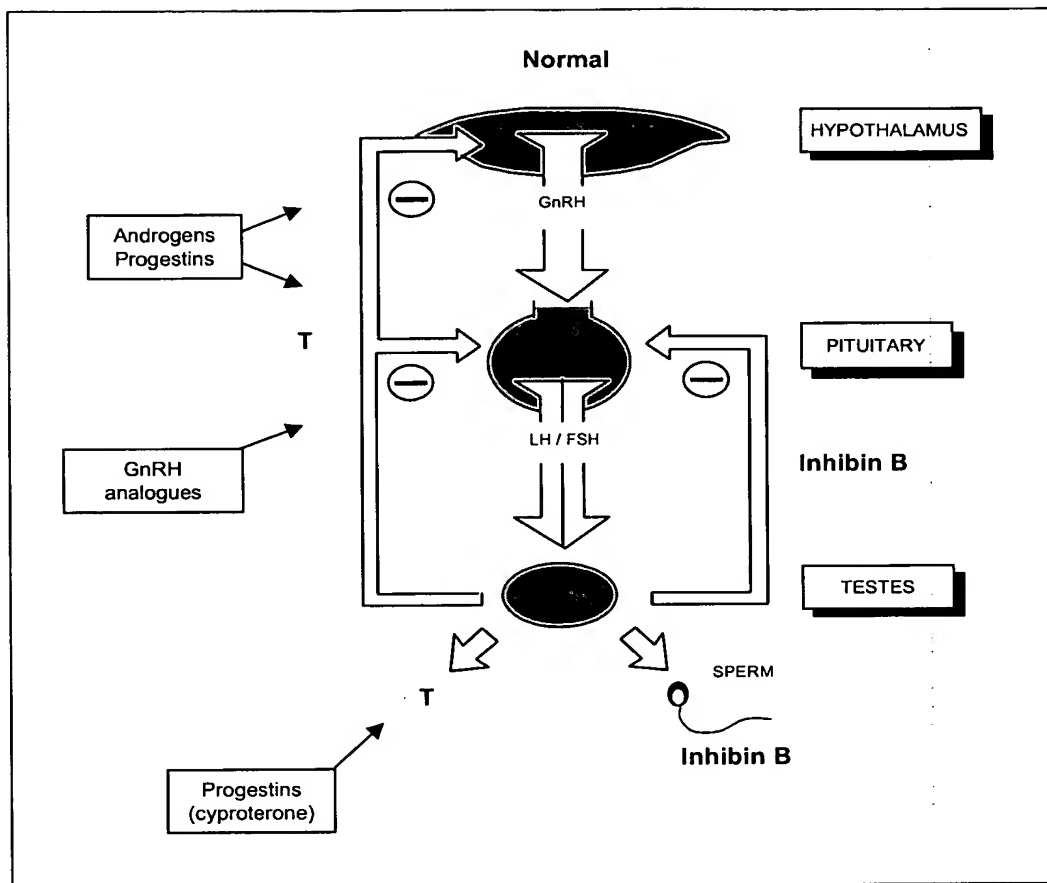 Normal
HYPOTHALAMUS
GnRH
Androgens
Progestins
T
PITUITARY
LH / FSH
GnRH
analogues
Inhibin B
TESTES
SPERM
T
Inhibin B
Progestins
(cyproterone)